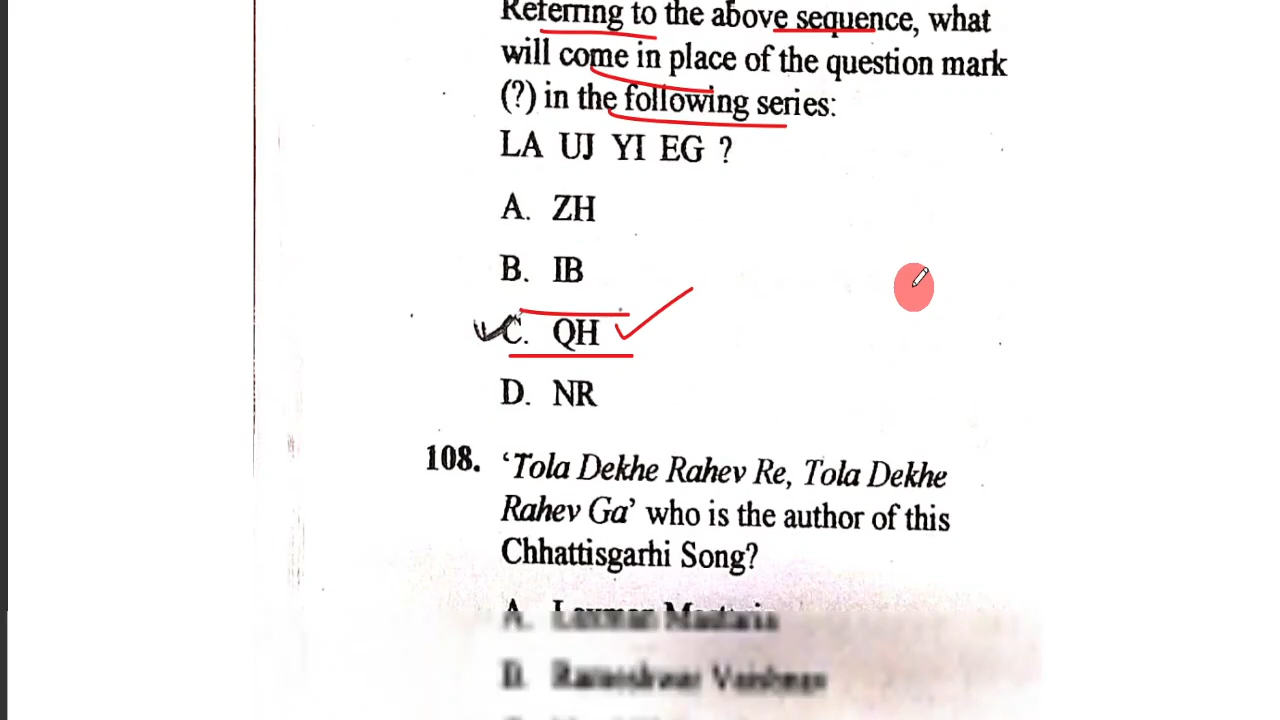 Referring to the above sequence, what
will come in place of the question mark
(?) in the following series:
LA UJ YI EG ?
A. ZH
B. IB
C. QH
D. NR
108. ‘Tola Dekhe Rahev Re, Tola Dekhe
Rahev Ga’ who is the author of this
Chhattisgarhi Song?
A. Laxman Masturia